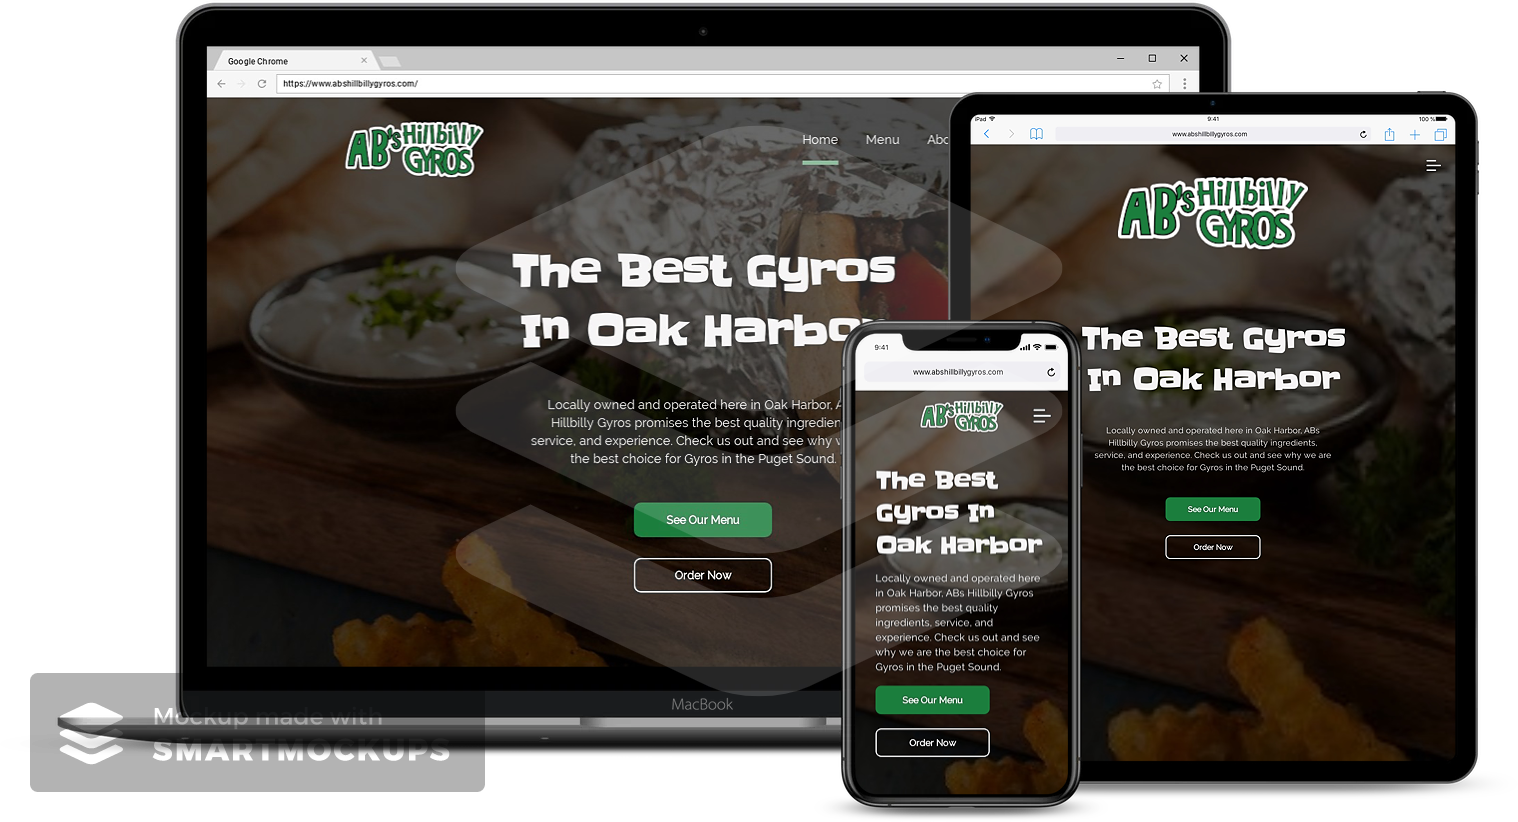 Google Chrome
https://www.abshillbillygyros.com/
AB's Hillbilly
GYROS
Home Menu
The Best Gyros
In Oak Harbor
Locally owned and operated here in Oak Harbor, A
Hillbilly Gyros promises the best quality ingredien
service, and experience. Check us out and see why
the best choice for Gyros in the Puget Sound.
See Our Menu
Order Now
MacBook
iPad
9:41
100 %
www.abshillbillygyros.com
AB's Hillbilly
GYROS
The Best Gyros
In Oak Harbor
Locally owned and operated here in Oak Harbor, ABs
Hillbilly Gyros promises the best quality ingredients,
service, and experience. Check us out and see why we are
the best choice for Gyros in the Puget Sound.
See Our Menu
Order Now
9:41
www.abshillbillygyros.com
AB's Hillbilly
GYROS
The Best
Gyros In
Oak Harbor
Locally owned and operated here
in Oak Harbor, ABs Hillbilly Gyros
promises the best quality
ingredients, service, and
experience. Check us out and see
why we are the best choice for
Gyros in the Puget Sound.
See Our Menu
Order Now
Mockup made with
SMARTMOCKUPS